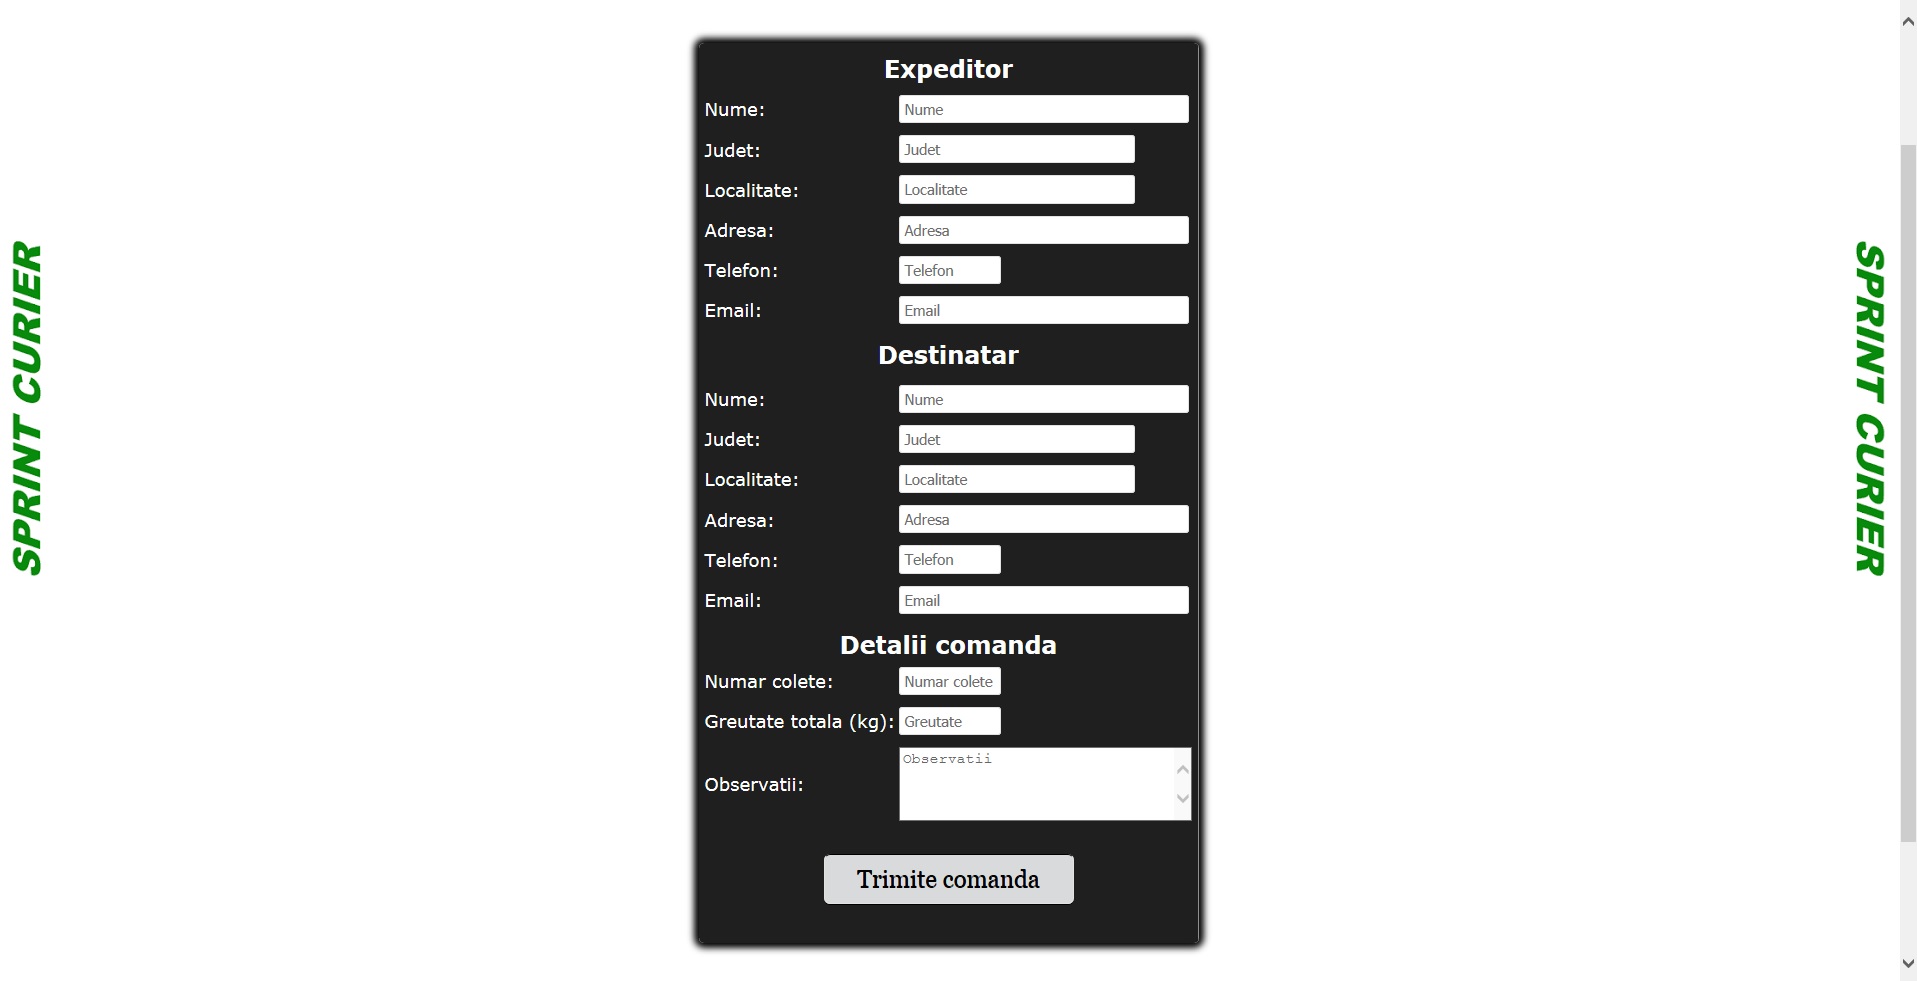 Expeditor
Nume: Nume
Judet: Judet
Localitate: Localitate
Adresa: Adresa
Telefon: Telefon
Email: Email
Destinatar
Nume: Nume
Judet: Judet
Localitate: Localitate
Adresa: Adresa
Telefon: Telefon
Email: Email
Detalii comanda
Numar colete: Numar colete
Greutate totala (kg): Greutate
Observatii: Observatii
Trimite comanda
SPRINT CURIER
SPRINT CURIER